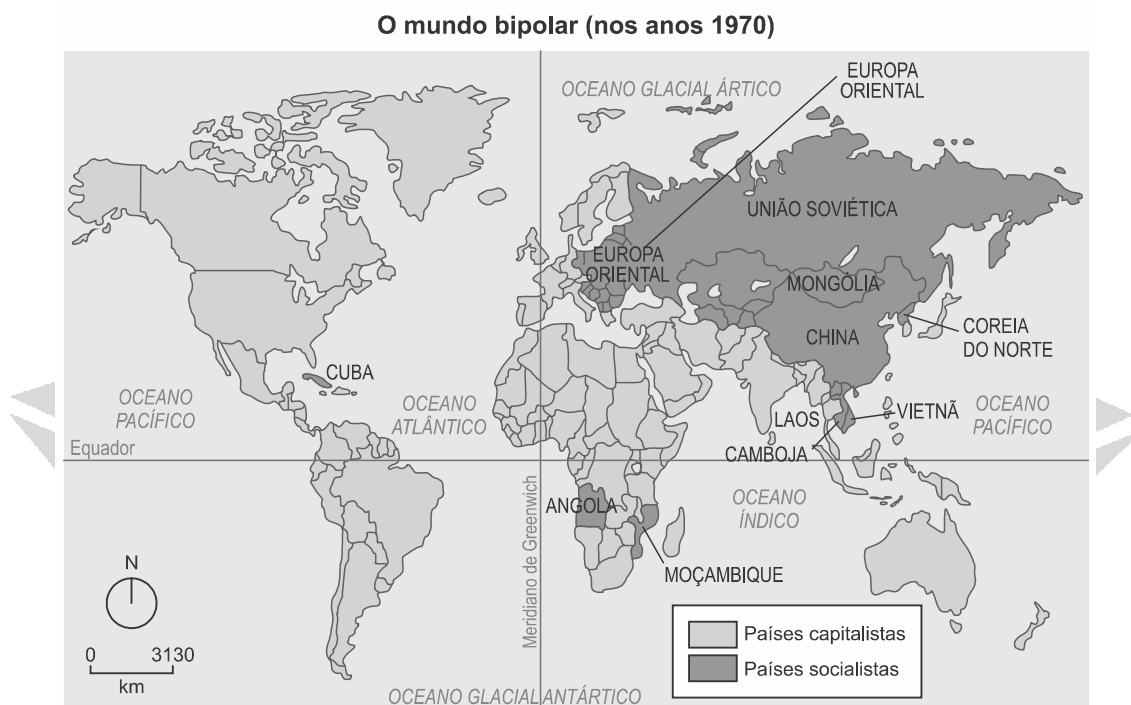 O mundo bipolar (nos anos 1970)
OCEANO GLACIAL ÁRTICO
EUROPA
ORIENTAL
UNIÃO SOVIÉTICA
EUROPA
ORIENTAL
MONGÓLIA
CHINA
COREIA
DO NORTE
CUBA
OCEANO
PACÍFICO
OCEANO
ATLÂNTICO
LAOS
VIETNÃ
OCEANO
PACÍFICO
Equador
CAMBOJA
ANGOLA
OCEANO
ÍNDICO
Meridiano de Greenwich
MOÇAMBIQUE
N
0 3130
km
Países capitalistas
Países socialistas
OCEANO GLACIAL ANTÁRTICO